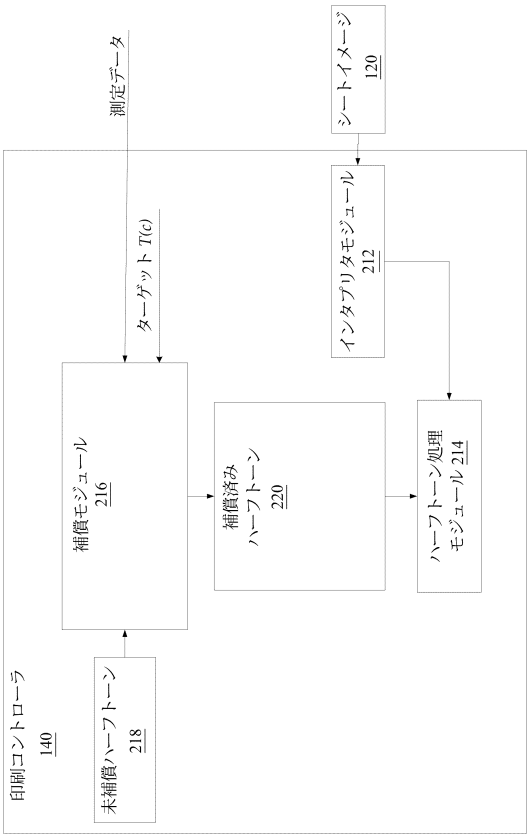 印刷コントローラ
140
未補償ハーフトーン
218
補償モジュール
216
ターゲット T(c)
測定データ
補償済み
ハーフトーン
220
シートイメージ
120
インタプリタモジュール
212
ハーフトーン処理
モジュール 214